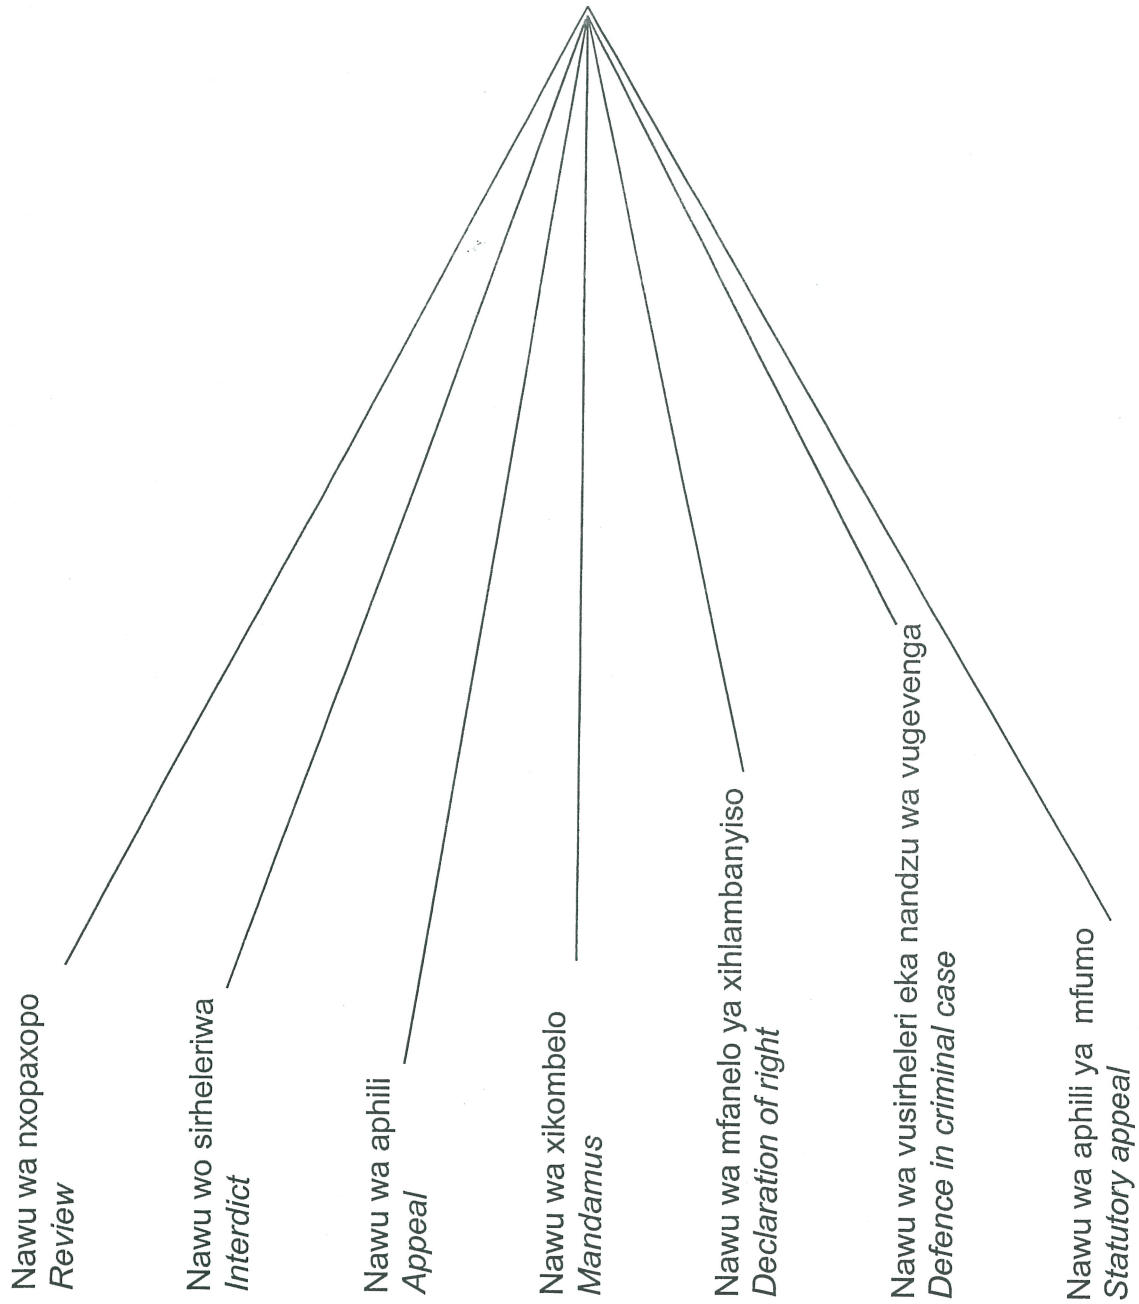 Nawu wa nxopaxopo
Review
Nawu wo sirheleriwa
Interdict
Nawu wa aphili
Appeal
Nawu wa xikombelo
Mandamus
Nawu wa mfanelo ya xihlambanyiso
Declaration of right
Nawu wa vusirheleri eka nandzu wa vugevenga
Defence in criminal case
Nawu wa aphili ya mfumo
Statutory appeal